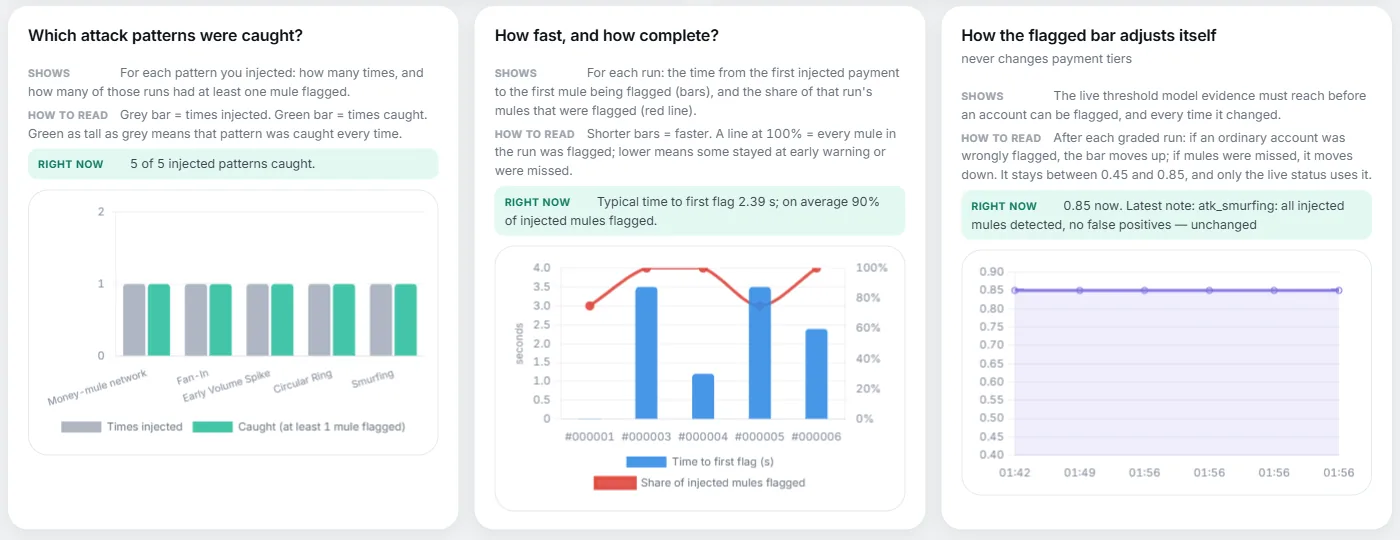 Which attack patterns were caught?
SHOWS For each pattern you injected: how many times, and
how many of those runs had at least one mule flagged.
HOW TO READ Grey bar = times injected. Green bar = times caught.
Green as tall as grey means that pattern was caught every time.
RIGHT NOW 5 of 5 injected patterns caught.
2
1
0
Money-mule network
Fan-In
Early Volume Spike
Circular Ring
Smurfing
Times injected
Caught (at least 1 mule flagged)
How fast, and how complete?
SHOWS For each run: the time from the first injected payment
to the first mule being flagged (bars), and the share of that run's
mules that were flagged (red line).
HOW TO READ Shorter bars = faster. A line at 100% = every mule in
the run was flagged; lower means some stayed at early warning or
were missed.
RIGHT NOW Typical time to first flag 2.39 s; on average 90%
of injected mules flagged.
seconds
4.0
3.5
3.0
2.5
2.0
1.5
1.0
0.5
0
100%
80%
60%
40%
20%
0%
#000001 #000003 #000004 #000005 #000006
Time to first flag (s)
Share of injected mules flagged
How the flagged bar adjusts itself
never changes payment tiers
SHOWS The live threshold model evidence must reach before
an account can be flagged, and every time it changed.
HOW TO READ After each graded run: if an ordinary account was
wrongly flagged, the bar moves up; if mules were missed, it moves
down. It stays between 0.45 and 0.85, and only the live status uses it.
RIGHT NOW 0.85 now. Latest note: atk_smurfing: all injected
mules detected, no false positives — unchanged
0.90
0.85
0.80
0.75
0.70
0.65
0.60
0.55
0.50
0.45
0.40
01:42 01:49 01:56 01:56 01:56 01:56